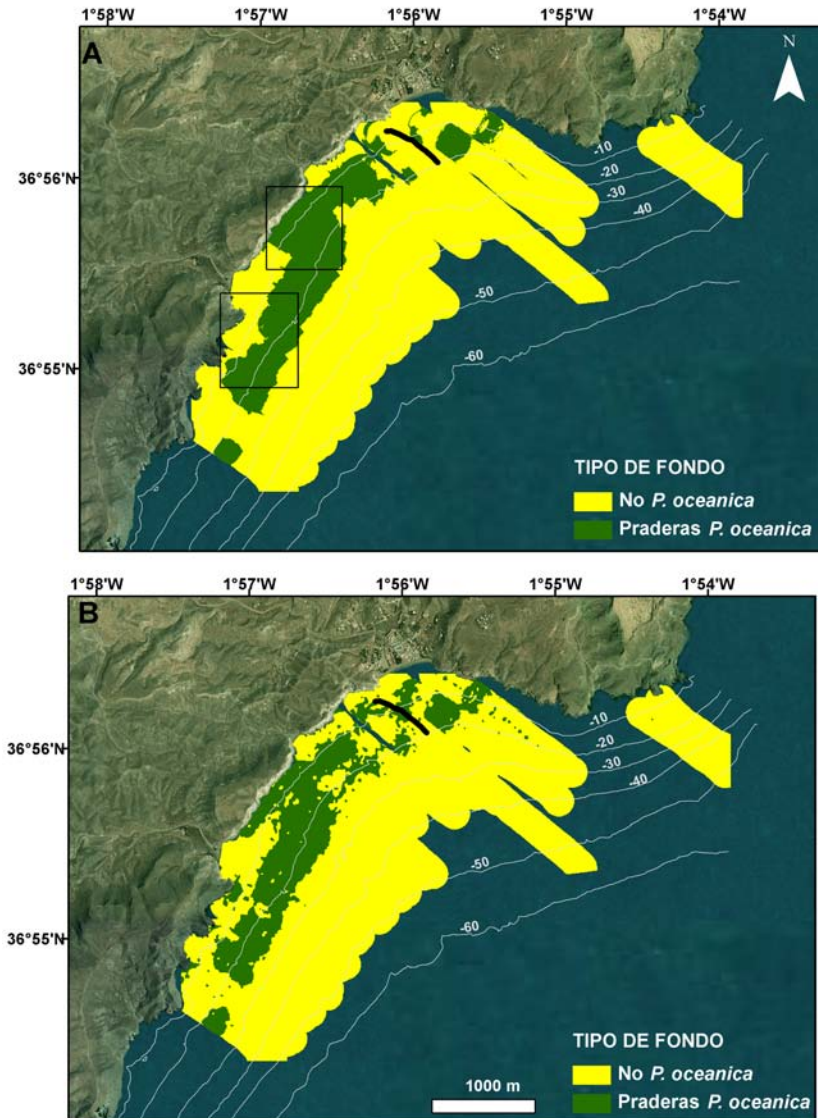 1°58'W 1°57'W 1°56'W 1°55'W 1°54'W
A
N
36°56'N
-10
-20
-30
-40
-50
-60
36°55'N
TIPO DE FONDO
No P. oceanica
Praderas P. oceanica
1°58'W 1°57'W 1°56'W 1°55'W 1°54'W
B
36°56'N
-10
-20
-30
-40
-50
-60
36°55'N
TIPO DE FONDO
No P. oceanica
Praderas P. oceanica
1000 m